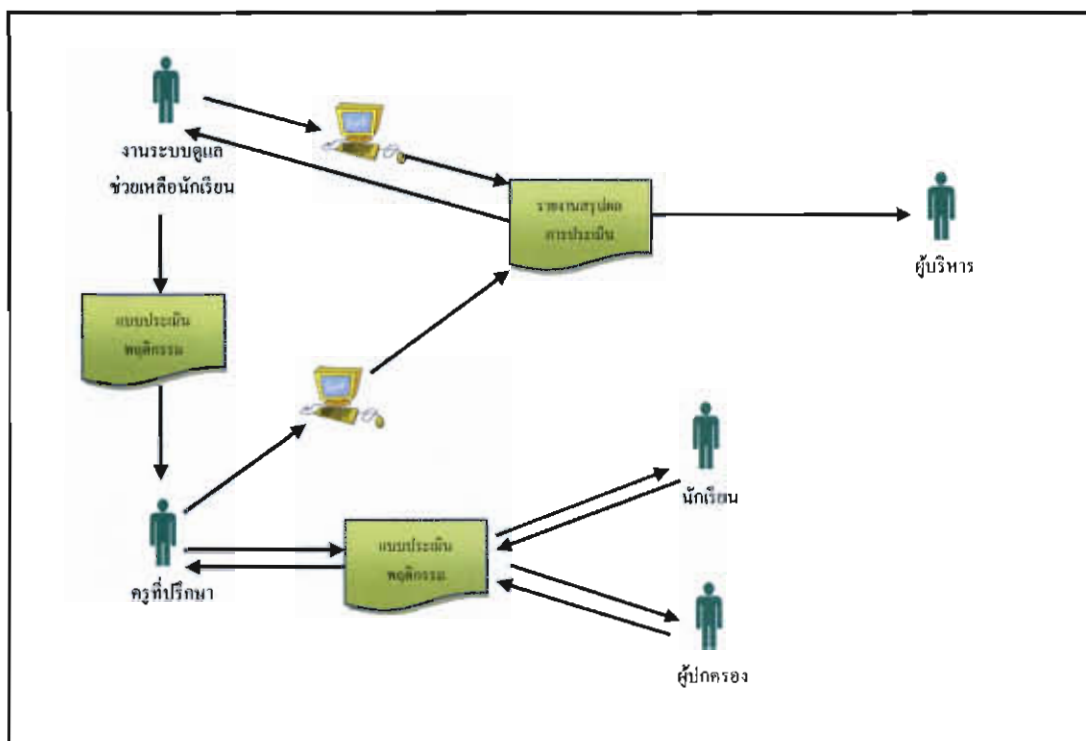 งานระบบดูแล
ช่วยเหลือนักเรียน
รายงานสรุปผล
การประเมิน
ผู้บริหาร
แบบประเมิน
พฤติกรรม
นักเรียน
แบบประเมิน
พฤติกรรม
ครูที่ปรึกษา
ผู้ปกครอง